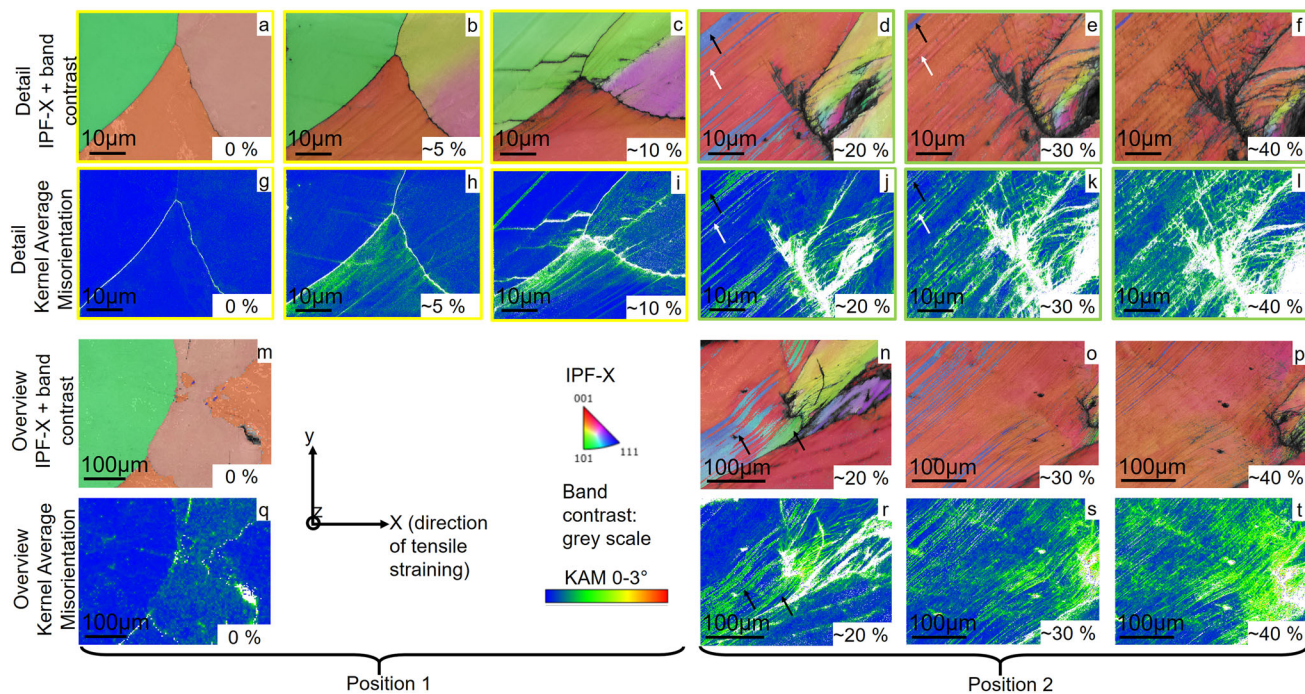 Detail
IPF-X + band
contrast
a
10µm
0 %
b
10µm
~5 %
c
10µm
~10 %
d
10µm
~20 %
e
10µm
~30 %
f
10µm
~40 %
Detail
Kernel Average
Misorientation
g
10µm
0 %
h
10µm
~5 %
i
10µm
~10 %
j
10µm
~20 %
k
10µm
~30 %
l
10µm
~40 %
Overview
IPF-X + band
contrast
m
100µm
0 %
y
Z
X (direction
of tensile
straining)
IPF-X
001
101
111
Band
contrast:
grey scale
KAM 0-3°
n
100µm
~20 %
o
100µm
~30 %
p
100µm
~40 %
Overview
Kernel Average
Misorientation
q
100µm
0 %
r
100µm
~20 %
s
100µm
~30 %
t
100µm
~40 %
Position 1
Position 2